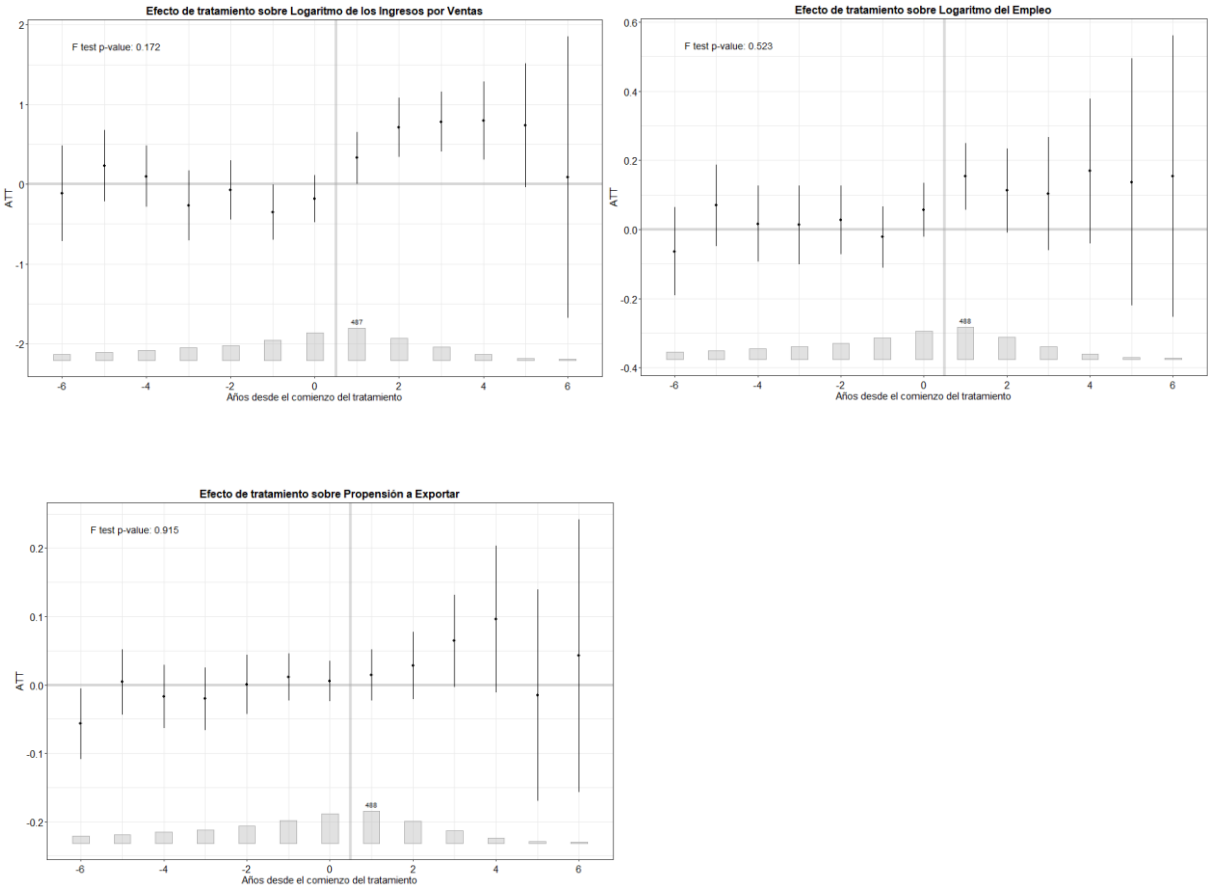 Efecto de tratamiento sobre Logaritmo de los Ingresos por Ventas
F test p-value: 0.172
2
1
0
-1
-2
ATT
487
-6 -4 -2 0 2 4 6
Años desde el comienzo del tratamiento
Efecto de tratamiento sobre Logaritmo del Empleo
F test p-value: 0.523
0.6
0.4
0.2
0.0
-0.2
-0.4
ATT
488
-6 -4 -2 0 2 4 6
Años desde el comienzo del tratamiento
Efecto de tratamiento sobre Propensión a Exportar
F test p-value: 0.915
0.2
0.1
0.0
-0.1
-0.2
ATT
488
-6 -4 -2 0 2 4 6
Años desde el comienzo del tratamiento